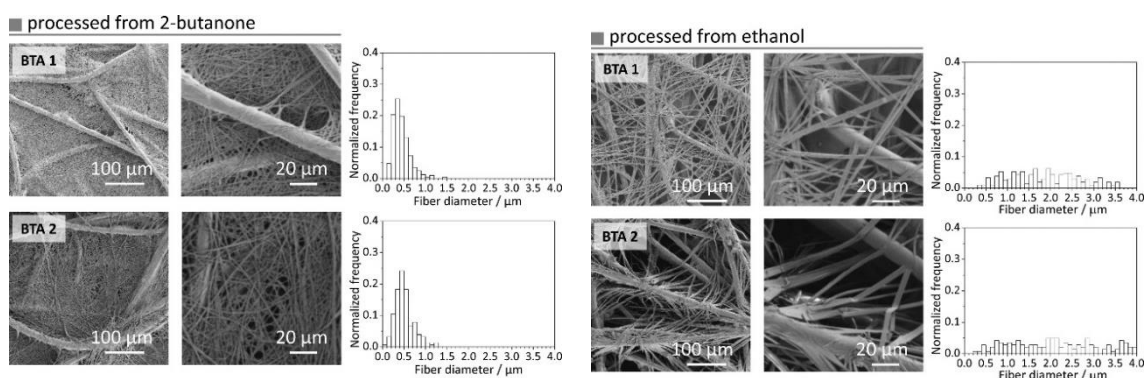 processed from 2-butanone
BTA 1
100 µm
20 µm
0.4
0.3
0.2
0.1
0.0
Normalized frequency
0.0 0.5 1.0 1.5 2.0 2.5 3.0 3.5 4.0
Fiber diameter / µm
BTA 2
100 µm
20 µm
0.4
0.3
0.2
0.1
0.0
Normalized frequency
0.0 0.5 1.0 1.5 2.0 2.5 3.0 3.5 4.0
Fiber diameter / µm
processed from ethanol
BTA 1
100 µm
20 µm
0.4
0.3
0.2
0.1
0.0
Normalized frequency
0.0 0.5 1.0 1.5 2.0 2.5 3.0 3.5 4.0
Fiber diameter / µm
BTA 2
100 µm
20 µm
0.4
0.3
0.2
0.1
0.0
Normalized frequency
0.0 0.5 1.0 1.5 2.0 2.5 3.0 3.5 4.0
Fiber diameter / µm